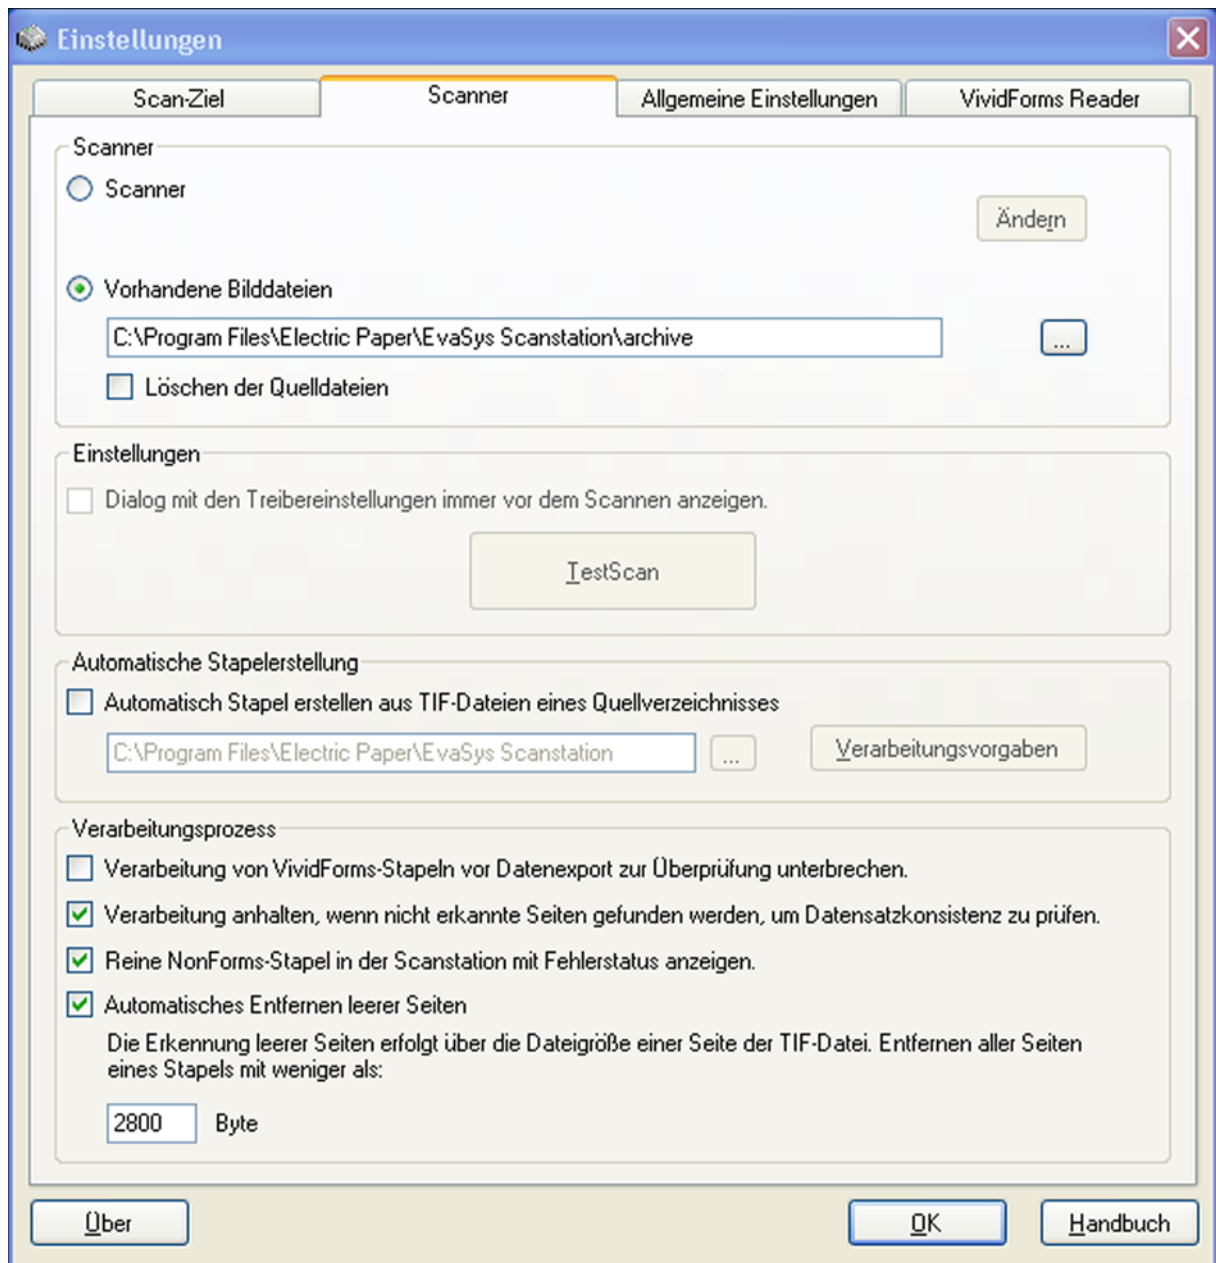 Einstellungen
Scan-Ziel
Scanner
Allgemeine Einstellungen
VividForms Reader
Scanner
Scanner
Ändern
Vorhandene Bilddateien
C:\Program Files\Electric Paper\EvaSys Scanstation\archive
...
Löschen der Quelldateien
Einstellungen
Dialog mit den Treibereinstellungen immer vor dem Scannen anzeigen.
TestScan
Automatische Stapelerstellung
Automatisch Stapel erstellen aus TIF-Dateien eines Quellverzeichnisses
C:\Program Files\Electric Paper\EvaSys Scanstation
...
Verarbeitungsvorgaben
Verarbeitungsprozess
Verarbeitung von VividForms-Stapeln vor Datenexport zur Überprüfung unterbrechen.
Verarbeitung anhalten, wenn nicht erkannte Seiten gefunden werden, um Datensatzkonsistenz zu prüfen.
Reine NonForms-Stapel in der Scanstation mit Fehlerstatus anzeigen.
Automatisches Entfernen leerer Seiten
Die Erkennung leerer Seiten erfolgt über die Dateigröße einer Seite der TIF-Datei. Entfernen aller Seiten
eines Stapels mit weniger als:
2800 Byte
Über
OK
Handbuch